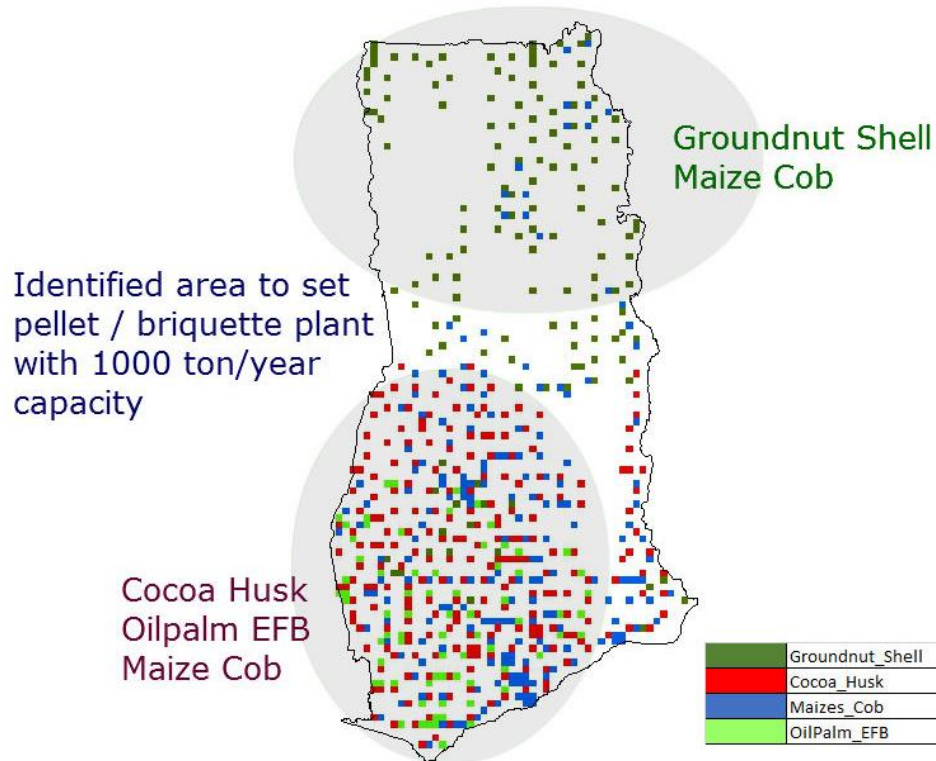 Groundnut Shell
Maize Cob
Identified area to set
pellet / briquette plant
with 1000 ton/year
capacity
Cocoa Husk
Oilpalm EFB
Maize Cob
Groundnut_Shell
Cocoa_Husk
Maizes_Cob
OilPalm_EFB